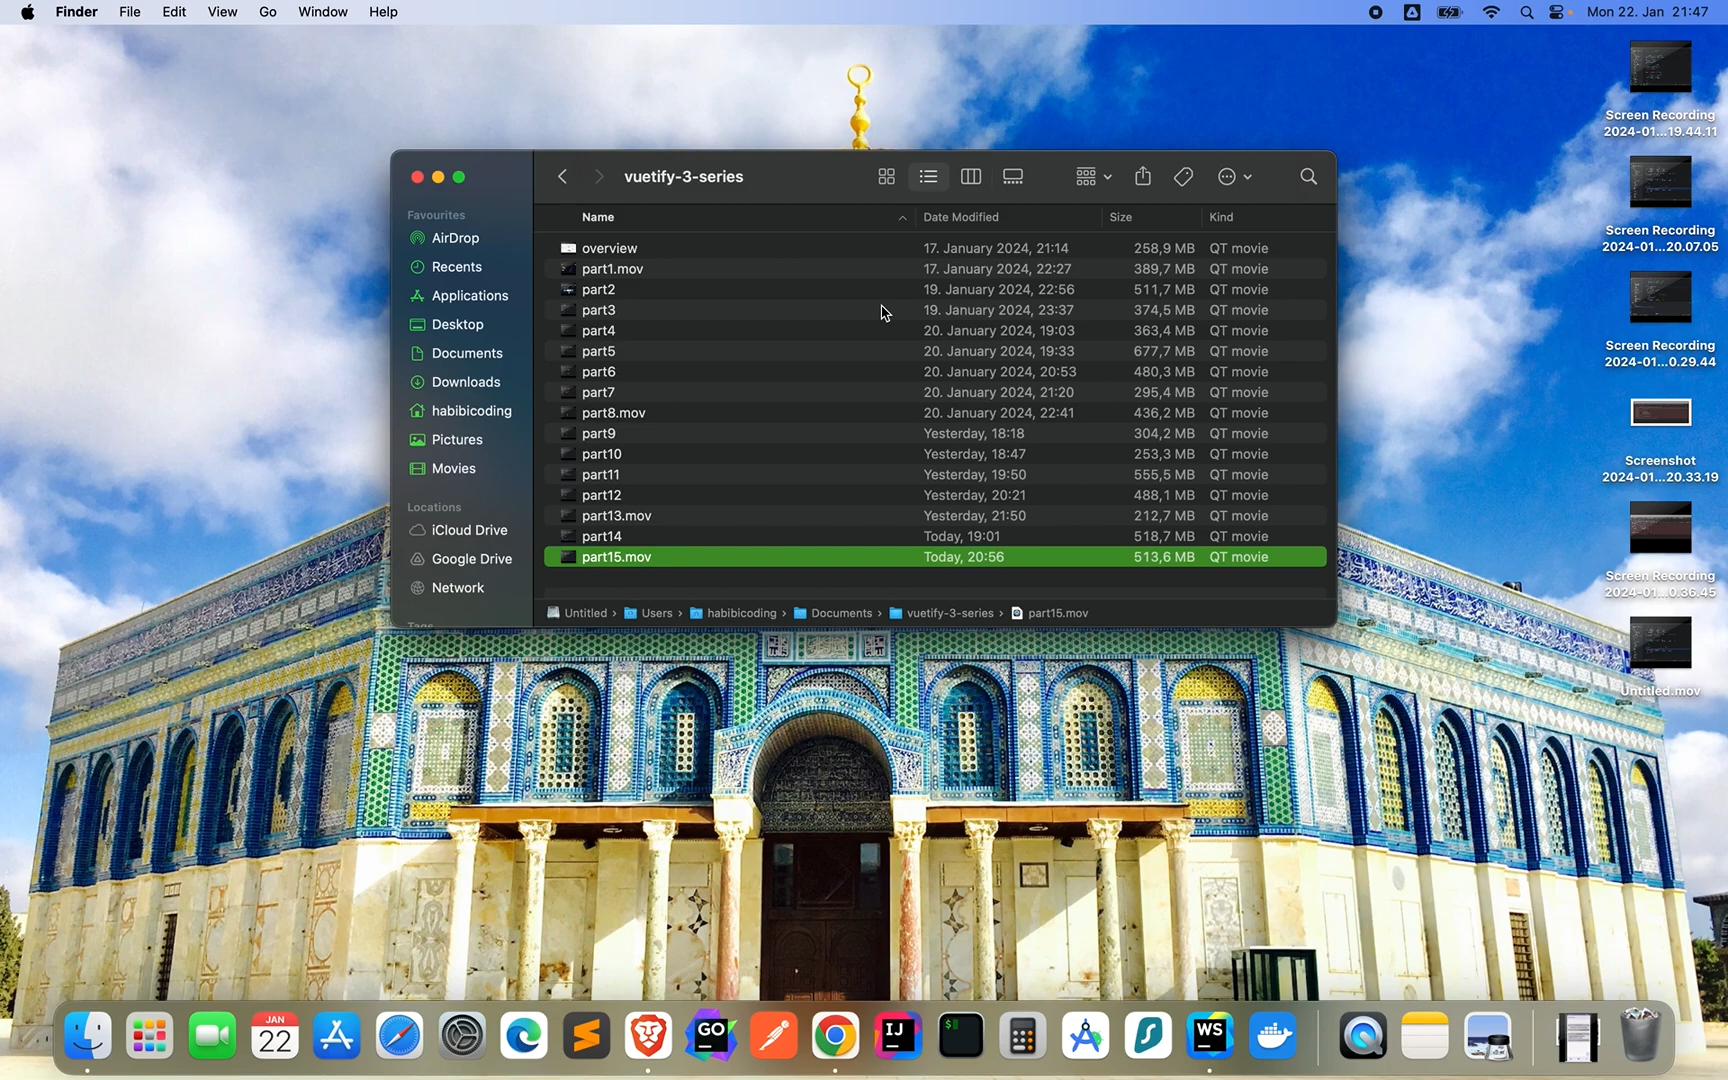 Finder File Edit View Go Window Help Mon 22. Jan 21:47
vuetify-3-series
Favourites
AirDrop
Recents
Applications
Desktop
Documents
Downloads
habibicoding
Pictures
Movies
Locations
iCloud Drive
Google Drive
Network
Name Date Modified Size Kind
overview 17. January 2024, 21:14 258,9 MB QT movie
part1.mov 17. January 2024, 22:27 389,7 MB QT movie
part2 19. January 2024, 22:56 511,7 MB QT movie
part3 19. January 2024, 23:37 374,5 MB QT movie
part4 20. January 2024, 19:03 363,4 MB QT movie
part5 20. January 2024, 19:33 677,7 MB QT movie
part6 20. January 2024, 20:53 480,3 MB QT movie
part7 20. January 2024, 21:20 295,4 MB QT movie
part8.mov 20. January 2024, 22:41 436,2 MB QT movie
part9 Yesterday, 18:18 304,2 MB QT movie
part10 Yesterday, 18:47 253,3 MB QT movie
part11 Yesterday, 19:50 555,5 MB QT movie
part12 Yesterday, 20:21 488,1 MB QT movie
part13.mov Yesterday, 21:50 212,7 MB QT movie
part14 Today, 19:01 518,7 MB QT movie
part15.mov Today, 20:56 513,6 MB QT movie
Untitled › Users › habibicoding › Documents › vuetify-3-series › part15.mov
Screen Recording
2024-01...19.44.11
Screen Recording
2024-01...20.07.05
Screen Recording
2024-01...0.29.44
Screenshot
2024-01...20.33.19
Screen Recording
2024-01...0.36.45
Untitled.mov
JAN
22
GO
IJ
$
WS